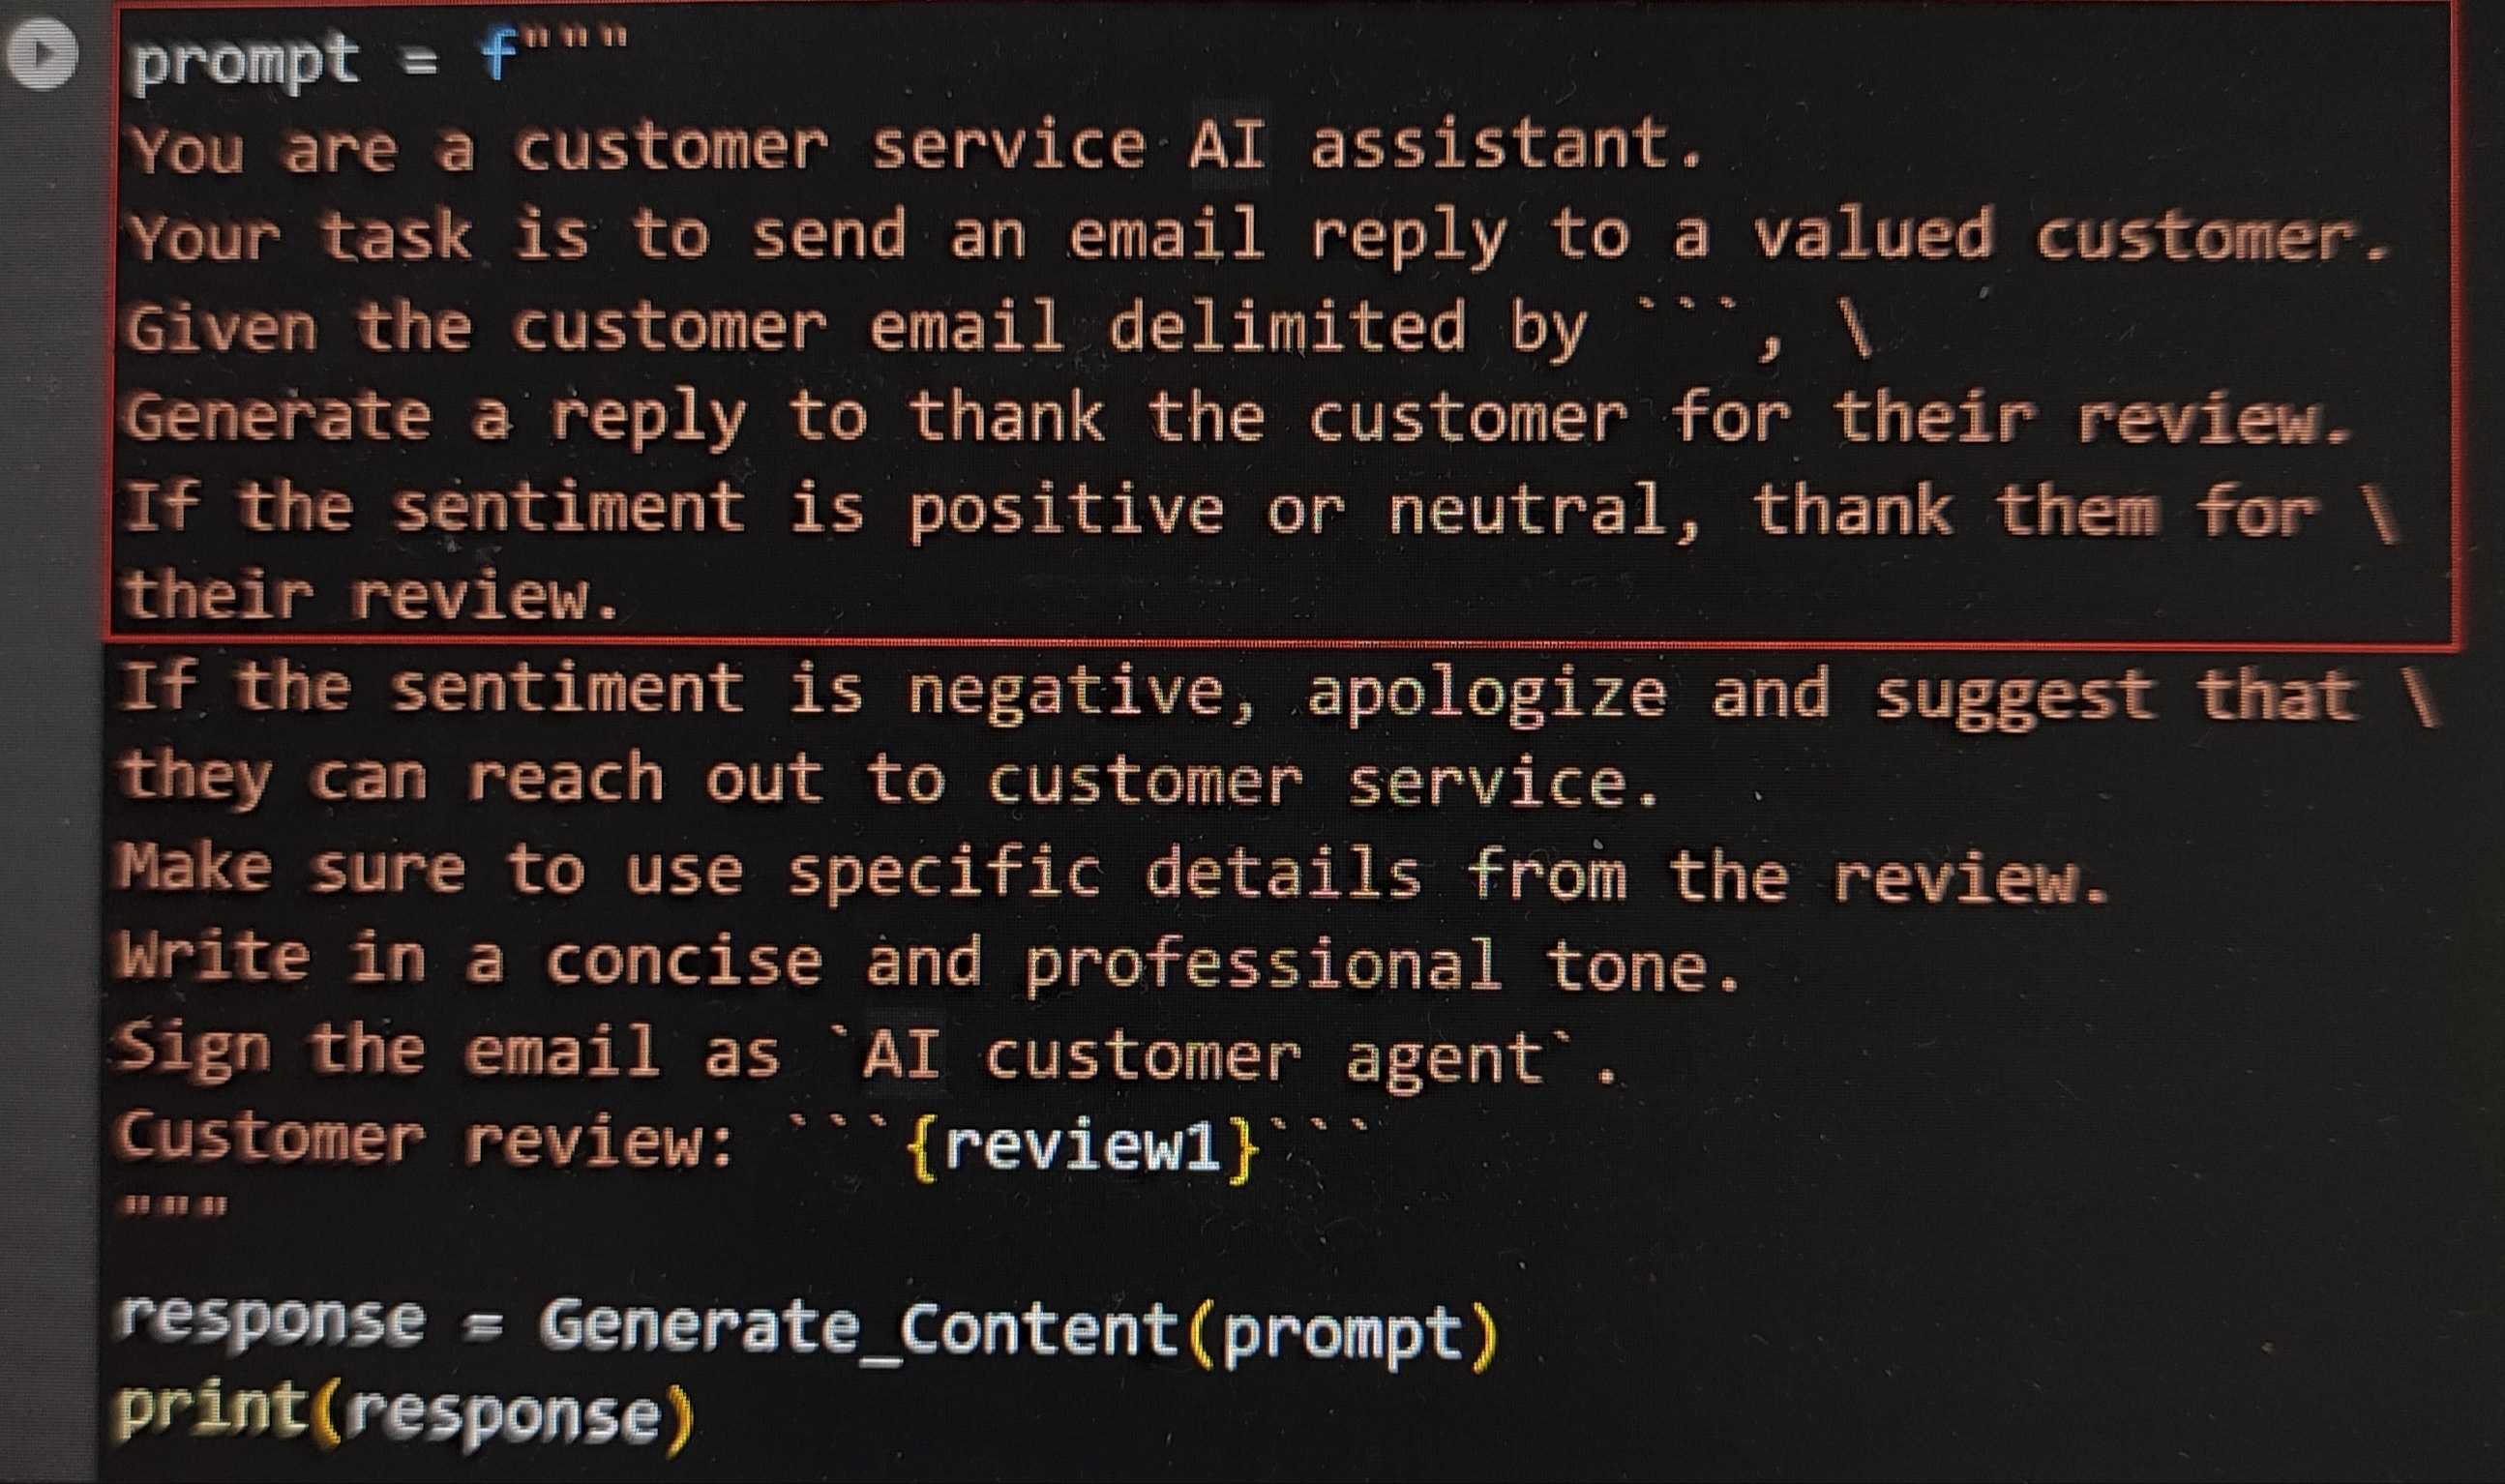 prompt = f"""
You are a customer service AI assistant.
Your task is to send an email reply to a valued customer.
Given the customer email delimited by ```, \
Generate a reply to thank the customer for their review.
If the sentiment is positive or neutral, thank them for \
their review.
If the sentiment is negative, apologize and suggest that \
they can reach out to customer service.
Make sure to use specific details from the review.
Write in a concise and professional tone.
Sign the email as `AI customer agent`.
Customer review: ```{review1}```
"""
response = Generate_Content(prompt)
print(response)